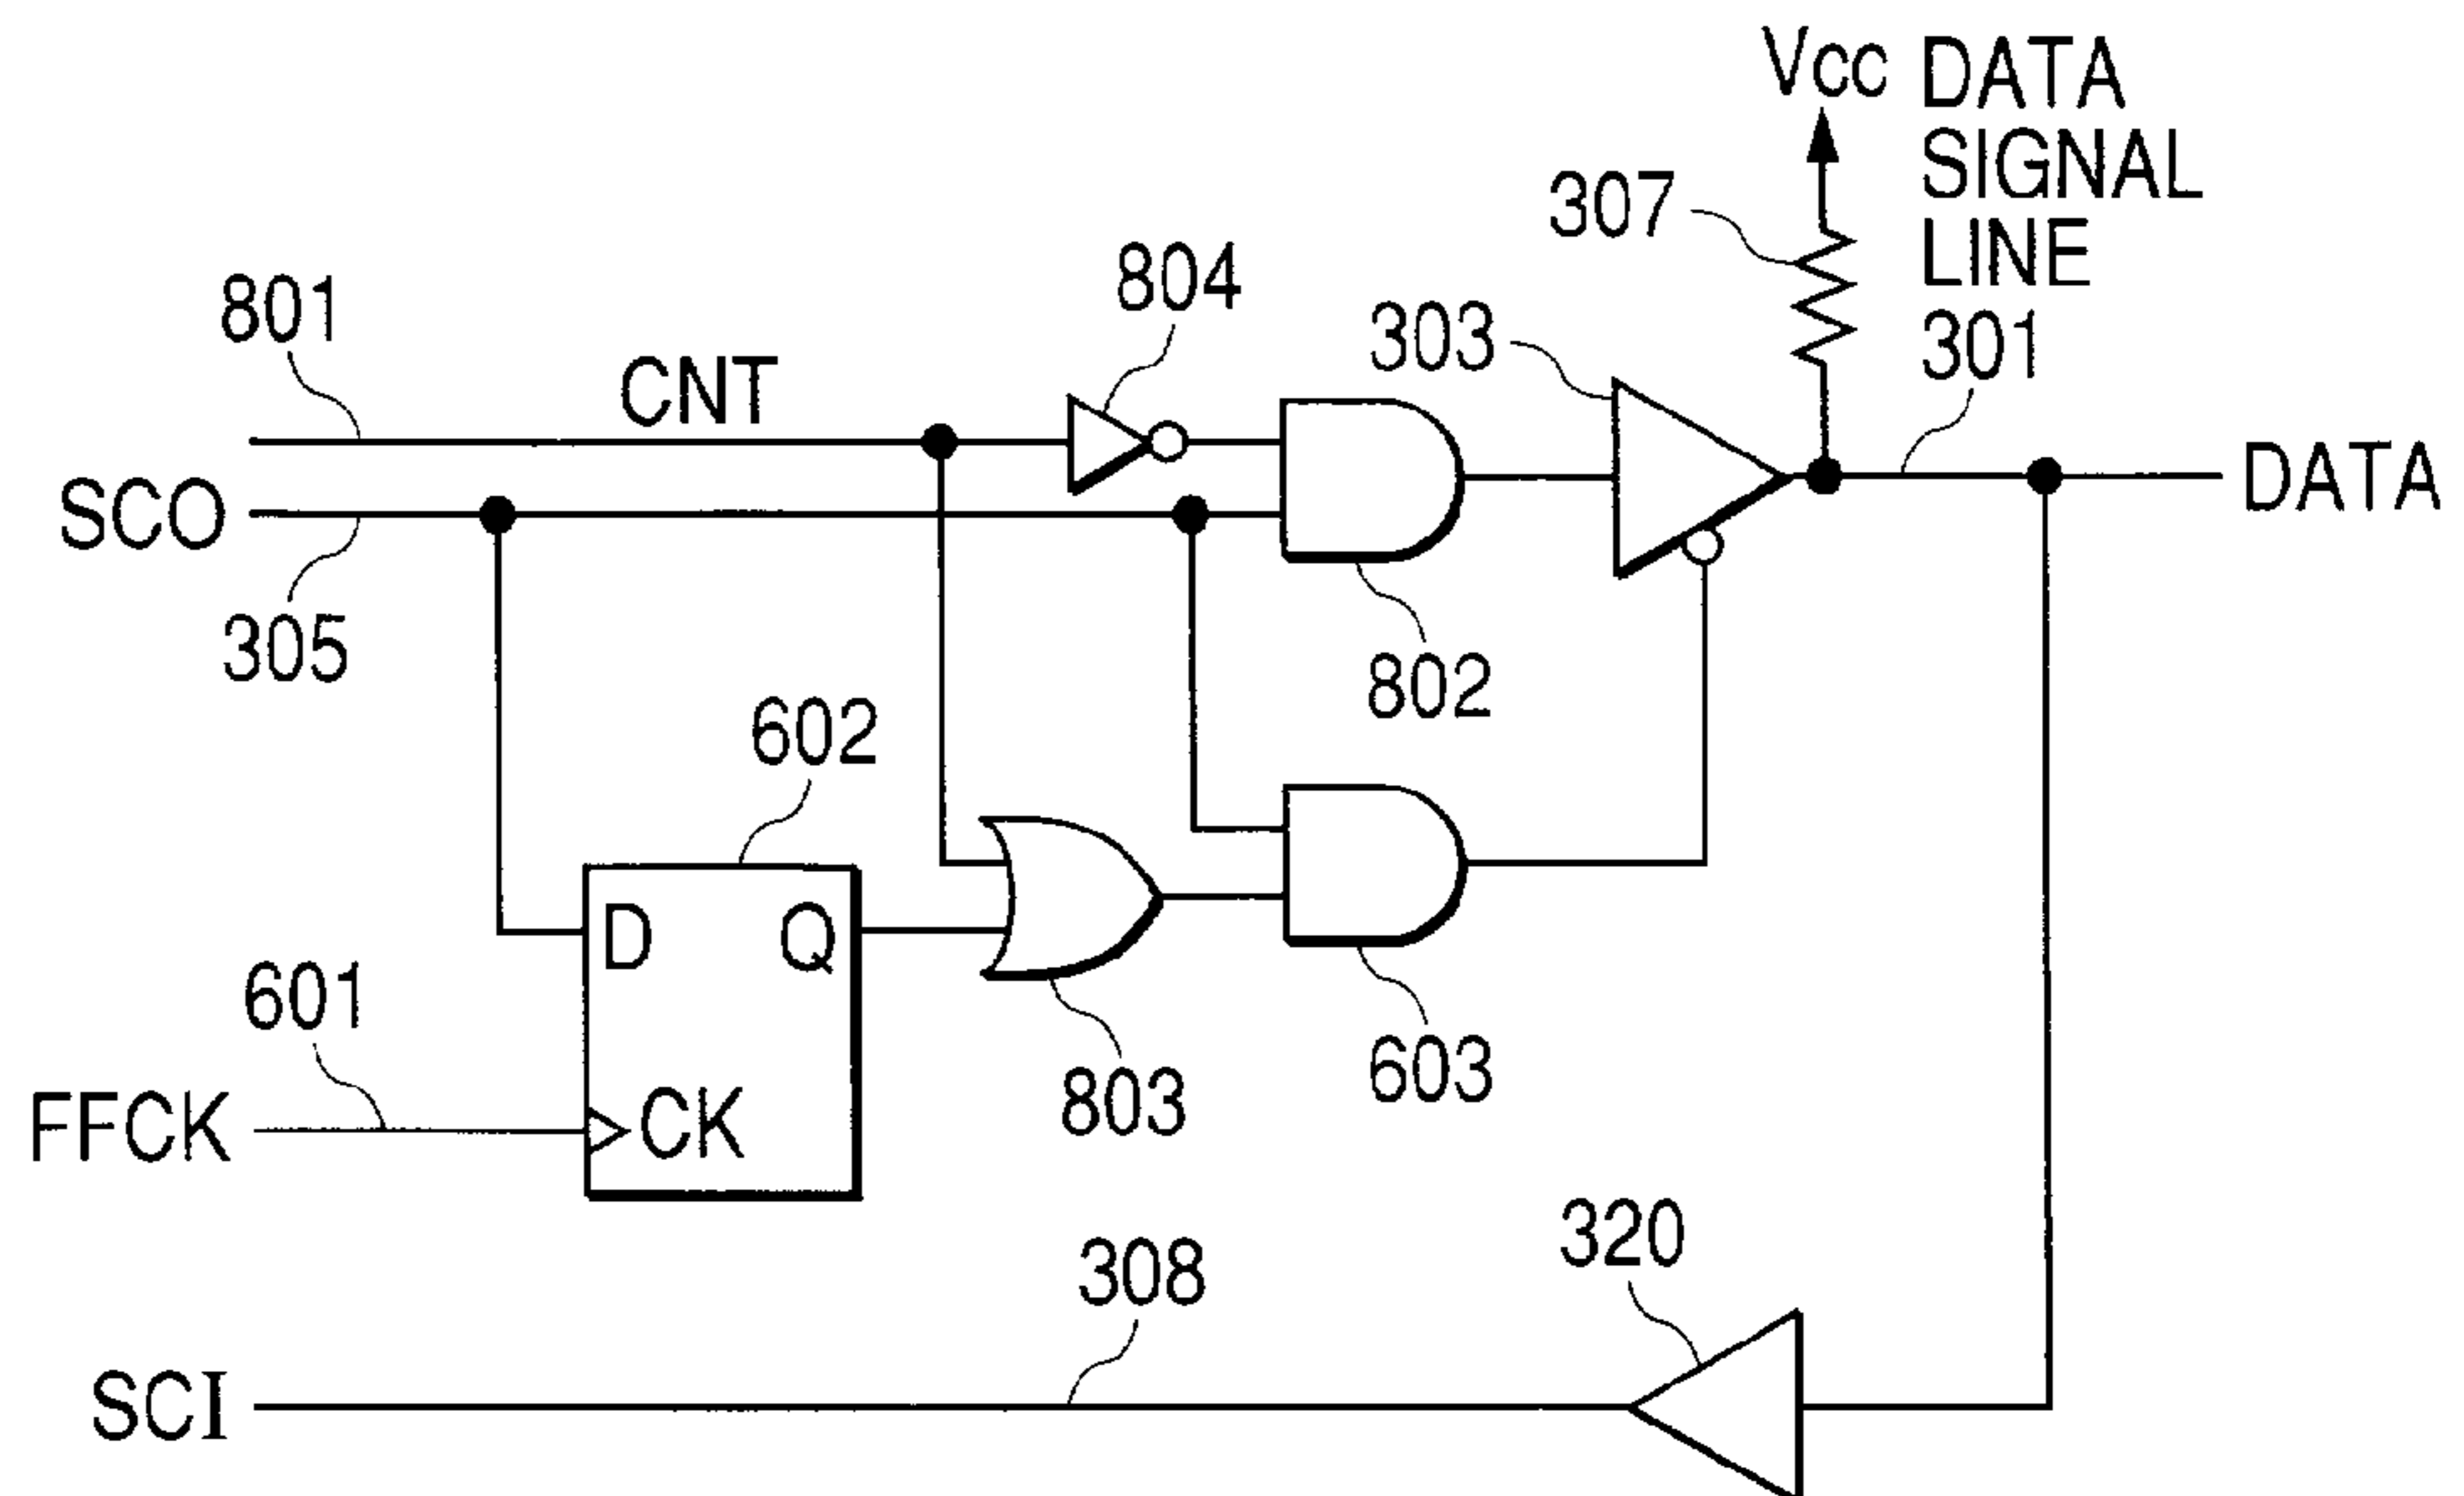 Vcc
DATA
SIGNAL
LINE
301
307
804
303
801
CNT
SCO
305
DATA
802
602
D
Q
601
FFCK
CK
803
603
320
308
SCI